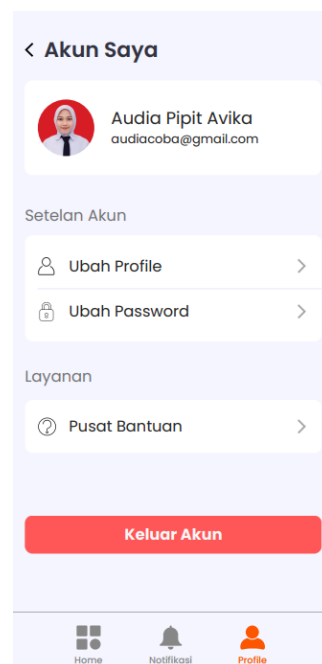 Akun Saya
Audia Pipit Avika
audiacoba@gmail.com
Setelan Akun
Ubah Profile
Ubah Password
Layanan
Pusat Bantuan
Keluar Akun
Home
Notifikasi
Profile